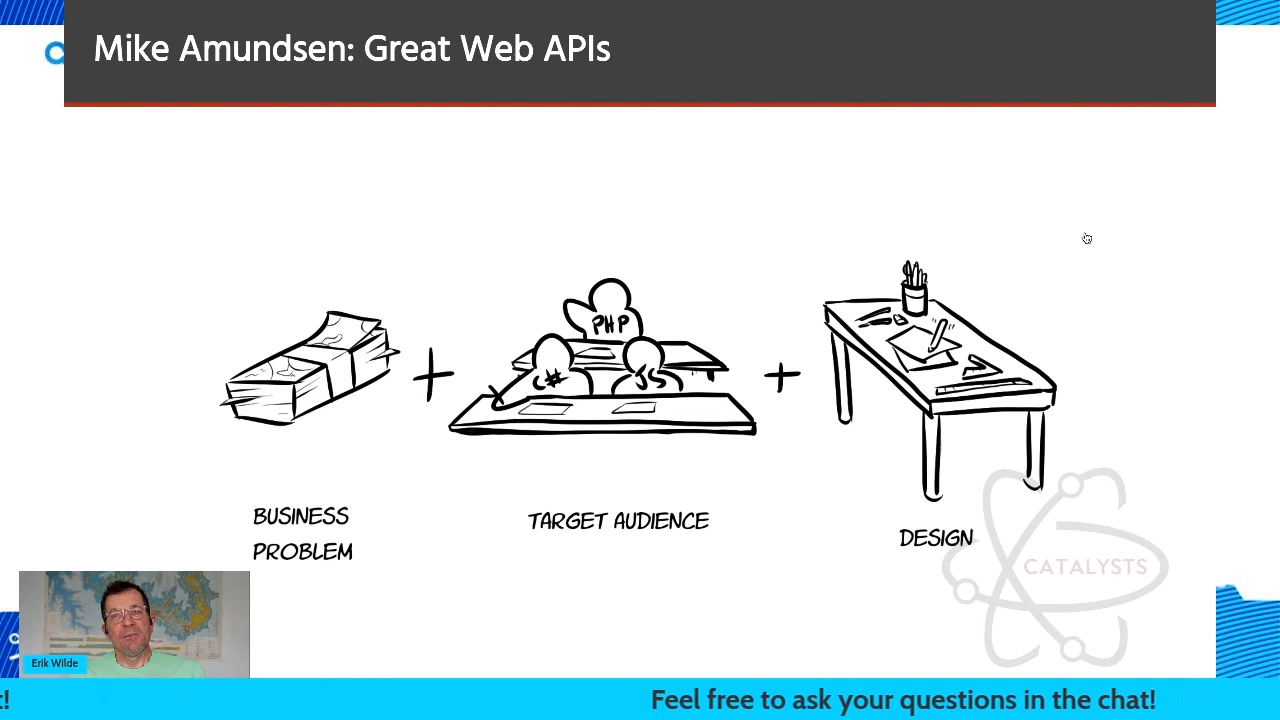 Mike Amundsen: Great Web APIs
PHP
C#
JS
BUSINESS
PROBLEM
TARGET AUDIENCE
DESIGN
CATALYSTS
Erik Wilde
t!
Feel free to ask your questions in the chat!